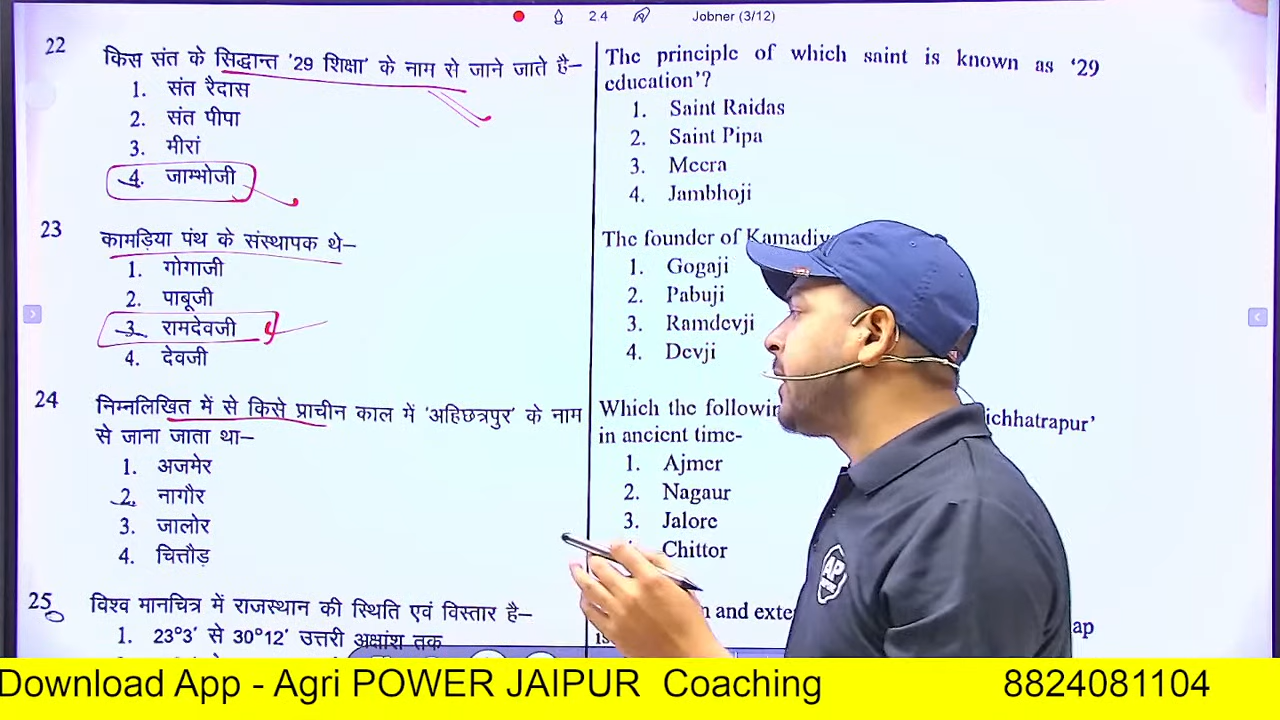 2.4
Jobner (3/12)
22
किस संत के सिद्धान्त '29 शिक्षा' के नाम से जाने जाते है–
1. संत रैदास
2. संत पीपा
3. मीरां
4. जाम्भोजी
The principle of which saint is known as '29
education'?
1. Saint Raidas
2. Saint Pipa
3. Meera
4. Jambhoji
23
कामड़िया पंथ के संस्थापक थे–
1. गोगाजी
2. पाबूजी
3. रामदेवजी
4. देवजी
The founder of
1. Gogaji
2. Pabuji
3. Ramdevji
4. Devji
24
निम्नलिखित में से किसे प्राचीन काल में 'अहिछत्रपुर' के नाम
से जाना जाता था–
1. अजमेर
2. नागौर
3. जालोर
4. चित्तौड़
Which the
in ancient time-
1. Ajmer
2. Nagaur
3. Jalore
Chittor
25
विश्व मानचित्र में राजस्थान की स्थिति एवं विस्तार है–
1. 23°3' से 30°12' उत्तरी अक्षांश तक
and
AP
Download App - Agri POWER JAIPUR Coaching
8824081104